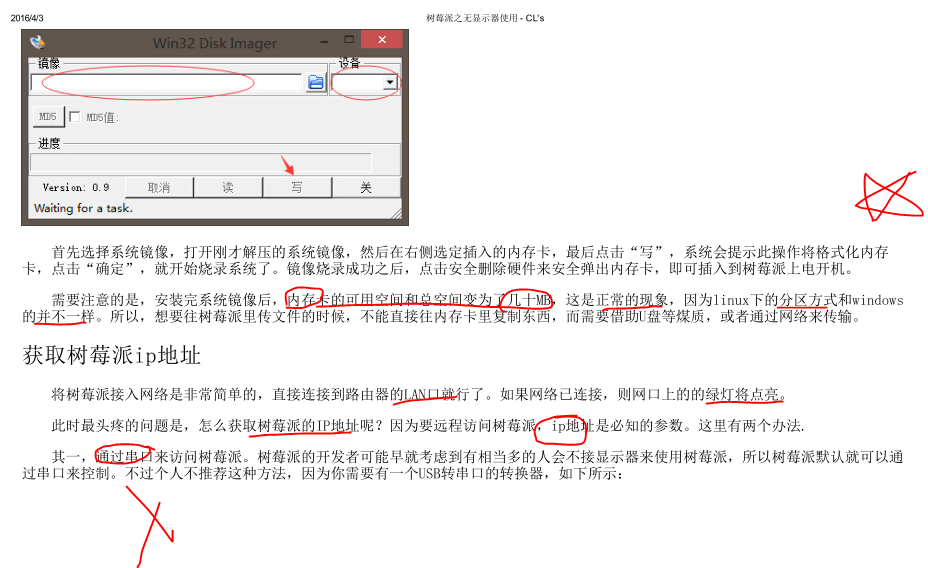 2016/4/3
树莓派之无显示器使用 - CL's
Win32 Disk Imager
镜像
设备
MD5
MD5值:
进度
Version: 0.9
取消
读
写
关
Waiting for a task.
首先选择系统镜像，打开刚才解压的系统镜像，然后在右侧选定插入的内存卡，最后点击“写”，系统会提示此操作将格式化内存
卡，点击“确定”，就开始烧录系统了。镜像烧录成功之后，点击安全删除硬件来安全弹出内存卡，即可插入到树莓派上电开机。
需要注意的是，安装完系统镜像后，内存卡的可用空间和总空间变为了几十MB，这是正常的现象，因为linux下的分区方式和windows
的并不一样。所以，想要往树莓派里传文件的时候，不能直接往内存卡里复制东西，而需要借助U盘等煤质，或者通过网络来传输。
获取树莓派ip地址
将树莓派接入网络是非常简单的，直接连接到路由器的LAN口就行了。如果网络已连接，则网口上的的绿灯将点亮。
此时最头疼的问题是，怎么获取树莓派的IP地址呢？因为要远程访问树莓派，ip地址是必知的参数。这里有两个办法.
其一，通过串口来访问树莓派。树莓派的开发者可能早就考虑到有相当多的人会不接显示器来使用树莓派，所以树莓派默认就可以通
过串口来控制。不过个人不推荐这种方法，因为你需要有一个USB转串口的转换器，如下所示：